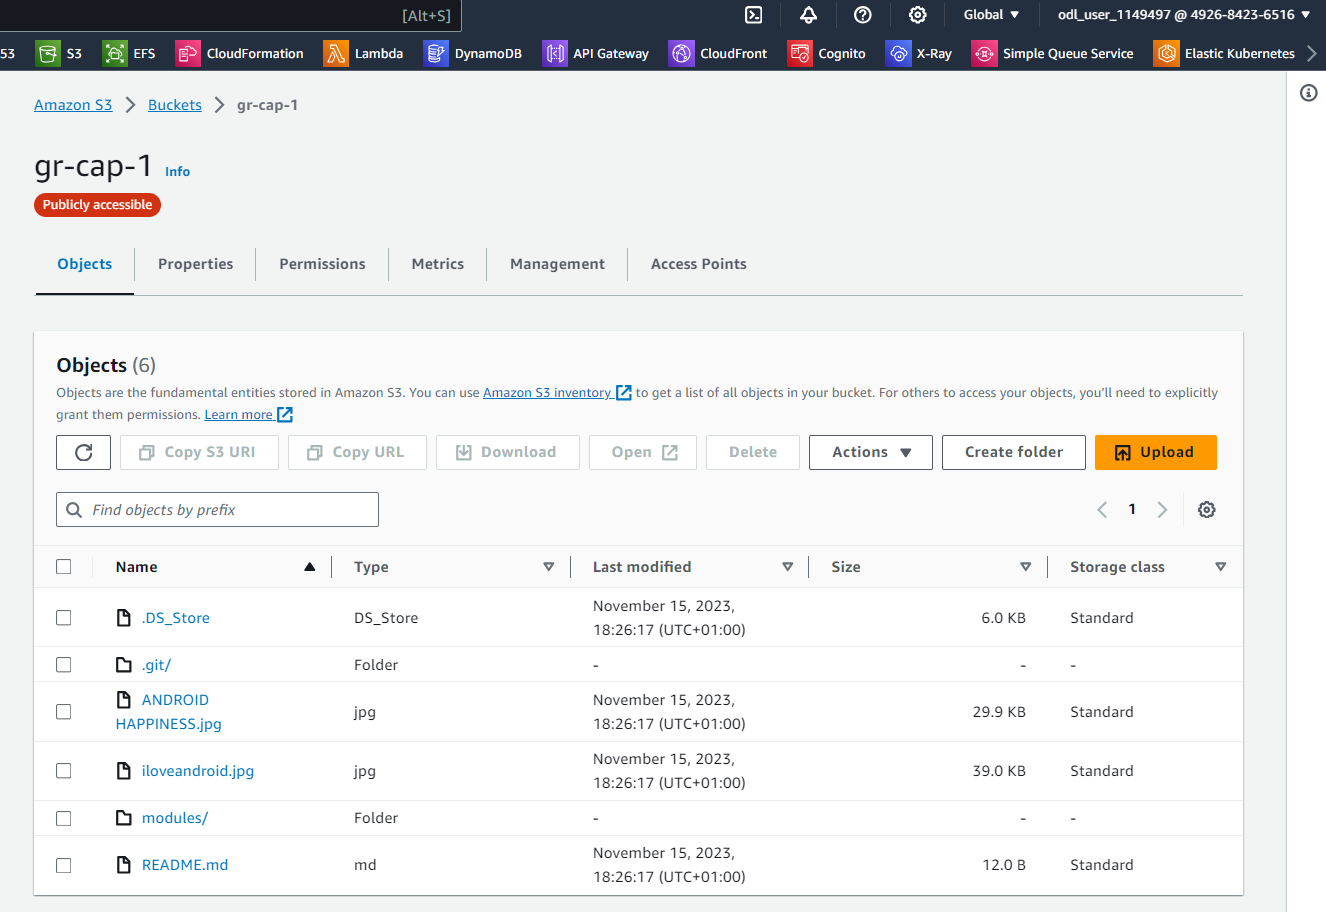 [Alt+S]
Global
odl_user_1149497 @ 4926-8423-6516
53
S3
EFS
CloudFormation
Lambda
DynamoDB
API Gateway
CloudFront
Cognito
X-Ray
Simple Queue Service
Elastic Kubernetes
Amazon S3
Buckets
gr-cap-1
gr-cap-1 Info
Publicly accessible
Objects
Properties
Permissions
Metrics
Management
Access Points
Objects (6)
Objects are the fundamental entities stored in Amazon S3. You can use Amazon S3 inventory to get a list of all objects in your bucket. For others to access your objects, you'll need to explicitly
grant them permissions. Learn more
Copy S3 URI
Copy URL
Download
Open
Delete
Actions
Create folder
Upload
Find objects by prefix
1
Name
Type
Last modified
Size
Storage class
.DS_Store
DS_Store
November 15, 2023,
18:26:17 (UTC+01:00)
6.0 KB
Standard
.git/
Folder
-
-
-
ANDROID
HAPPINESS.jpg
jpg
November 15, 2023,
18:26:17 (UTC+01:00)
29.9 KB
Standard
iloveandroid.jpg
jpg
November 15, 2023,
18:26:17 (UTC+01:00)
39.0 KB
Standard
modules/
Folder
-
-
-
README.md
md
November 15, 2023,
18:26:17 (UTC+01:00)
12.0 B
Standard